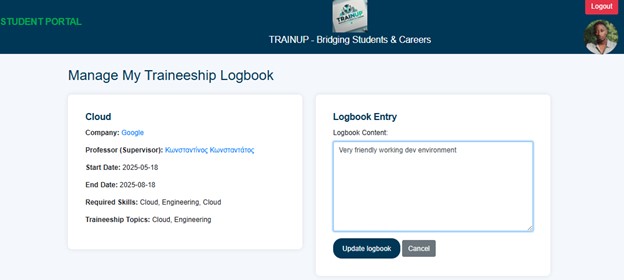 Logout
STUDENT PORTAL
TRAINUP
TRAINUP - Bridging Students & Careers
Manage My Traineeship Logbook
Cloud
Company: Google
Professor (Supervisor): Κωνσταντίνος Κωνσταντάτος
Start Date: 2025-05-18
End Date: 2025-08-18
Required Skills: Cloud, Engineering, Cloud
Traineeship Topics: Cloud, Engineering
Logbook Entry
Logbook Content:
Very friendly working dev environment
Update logbook
Cancel